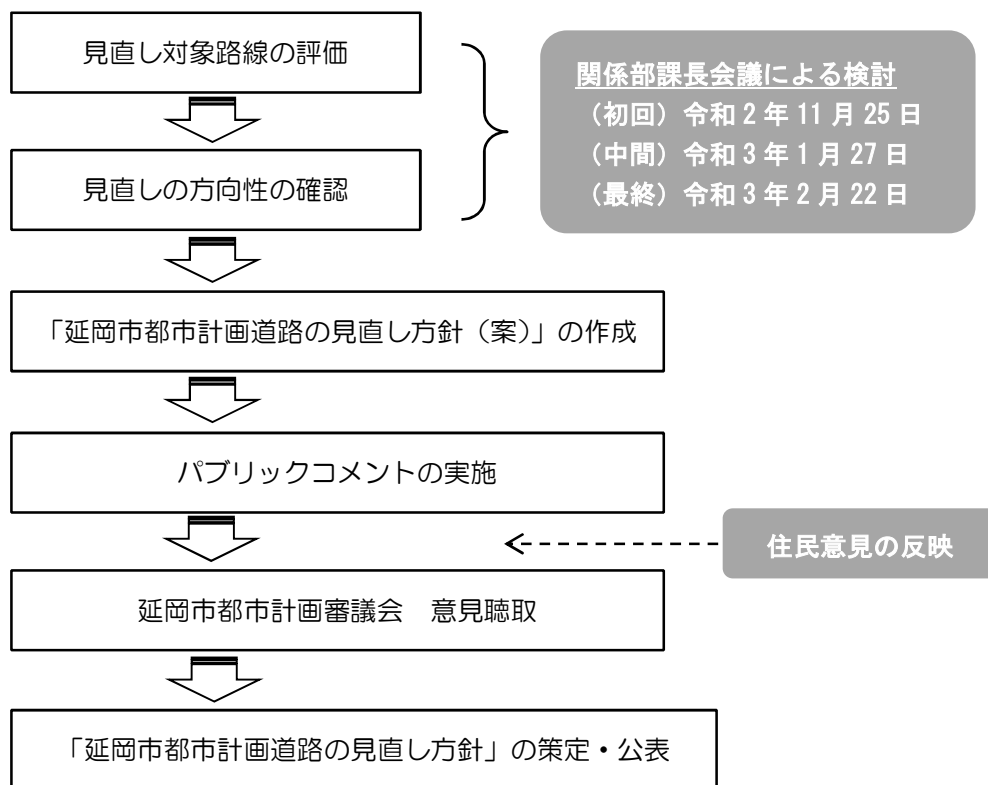 見直し対象路線の評価
関係部課長会議による検討
（初回）令和2年11月25日
（中間）令和3年1月27日
（最終）令和3年2月22日
見直しの方向性の確認
「延岡市都市計画道路の見直し方針（案）」の作成
パブリックコメントの実施
住民意見の反映
延岡市都市計画審議会　意見聴取
「延岡市都市計画道路の見直し方針」の策定・公表